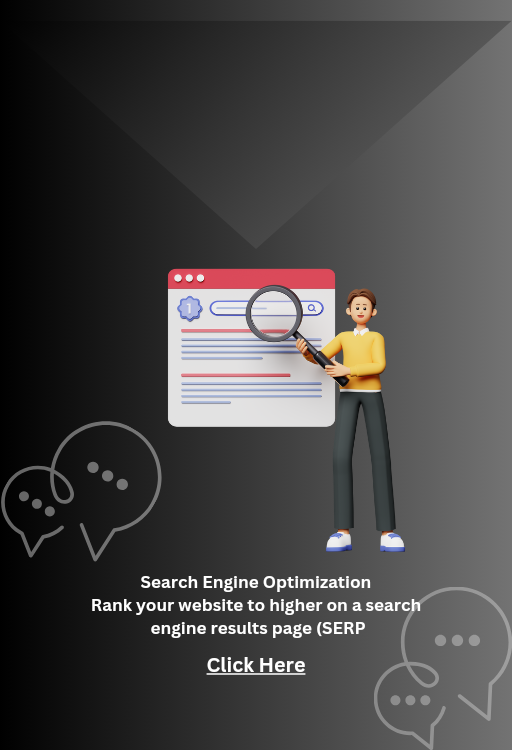 1
Search Engine Optimization
Rank your website to higher on a search
engine results page (SERP
Click Here